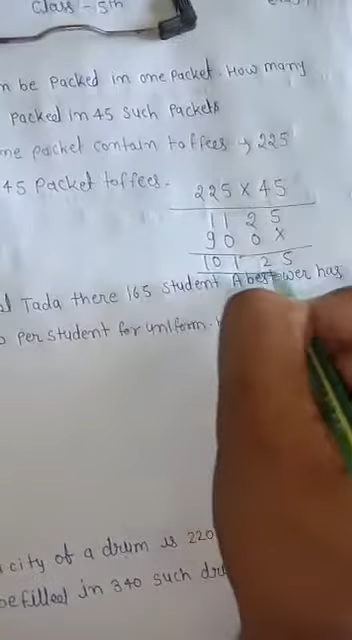 Class - 5th
be packed in one packet. How many
packed in 45 such packets
packet contain toffees → 225
45 packet toffees.
225 × 45
1125
900×
10125
Tada there 165 student A bestower has
per student for uniform.
city of a drum is 220
be filled in 340 such